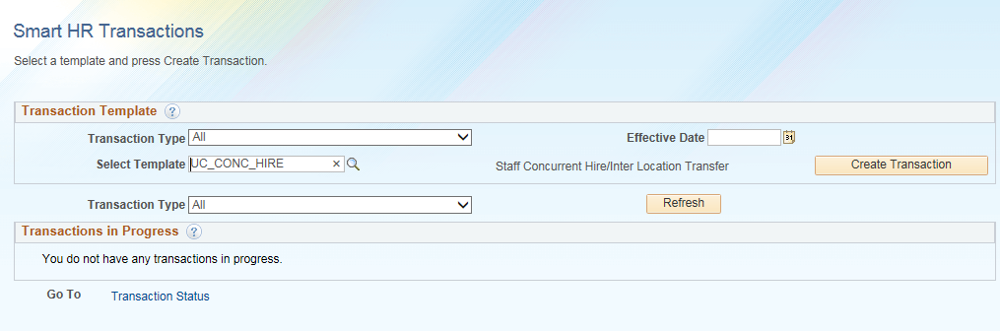 Smart HR Transactions
Select a template and press Create Transaction.
Transaction Template ?
Transaction Type All Effective Date 31
Select Template UC_CONC_HIRE × Staff Concurrent Hire/Inter Location Transfer Create Transaction
Transaction Type All Refresh
Transactions in Progress ?
You do not have any transactions in progress.
Go To Transaction Status